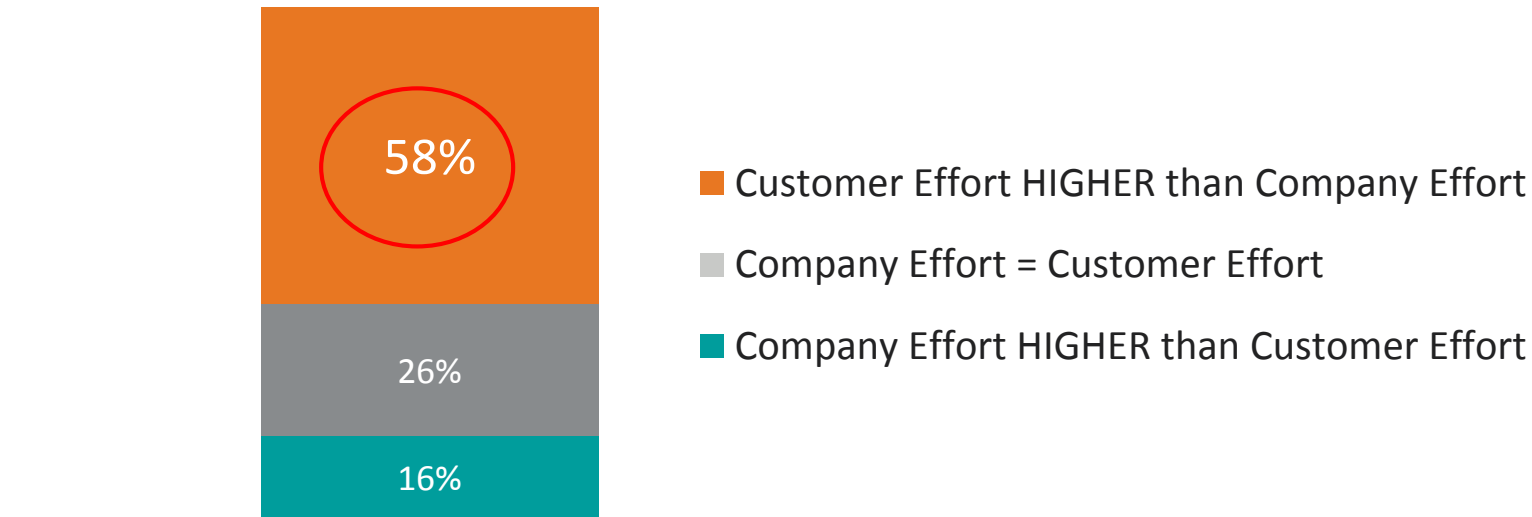 58%
Customer Effort HIGHER than Company Effort
Company Effort = Customer Effort
26%
Company Effort HIGHER than Customer Effort
16%